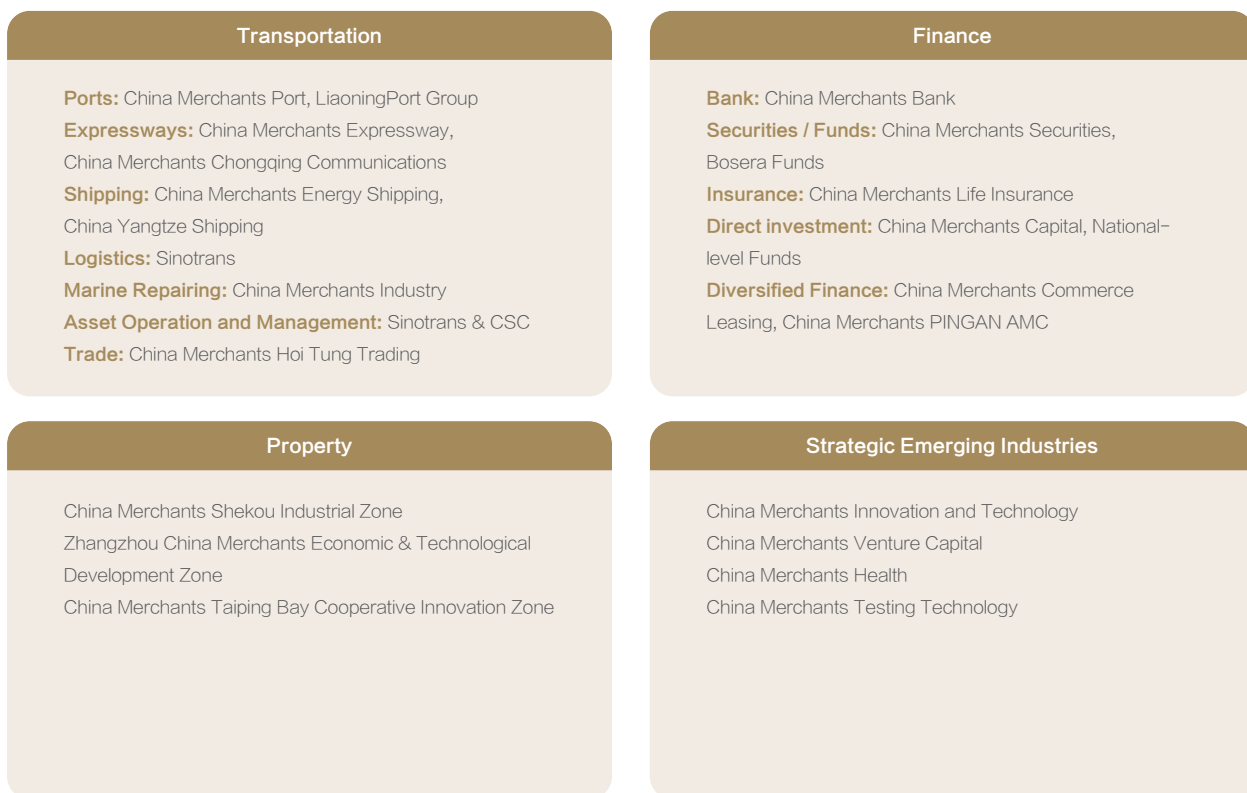 Transportation
Ports: China Merchants Port, LiaoningPort Group
Expressways: China Merchants Expressway,
China Merchants Chongqing Communications
Shipping: China Merchants Energy Shipping,
China Yangtze Shipping
Logistics: Sinotrans
Marine Repairing: China Merchants Industry
Asset Operation and Management: Sinotrans & CSC
Trade: China Merchants Hoi Tung Trading
Finance
Bank: China Merchants Bank
Securities / Funds: China Merchants Securities,
Bosera Funds
Insurance: China Merchants Life Insurance
Direct investment: China Merchants Capital, National-
level Funds
Diversified Finance: China Merchants Commerce
Leasing, China Merchants PINGAN AMC
Property
China Merchants Shekou Industrial Zone
Zhangzhou China Merchants Economic & Technological
Development Zone
China Merchants Taiping Bay Cooperative Innovation Zone
Strategic Emerging Industries
China Merchants Innovation and Technology
China Merchants Venture Capital
China Merchants Health
China Merchants Testing Technology